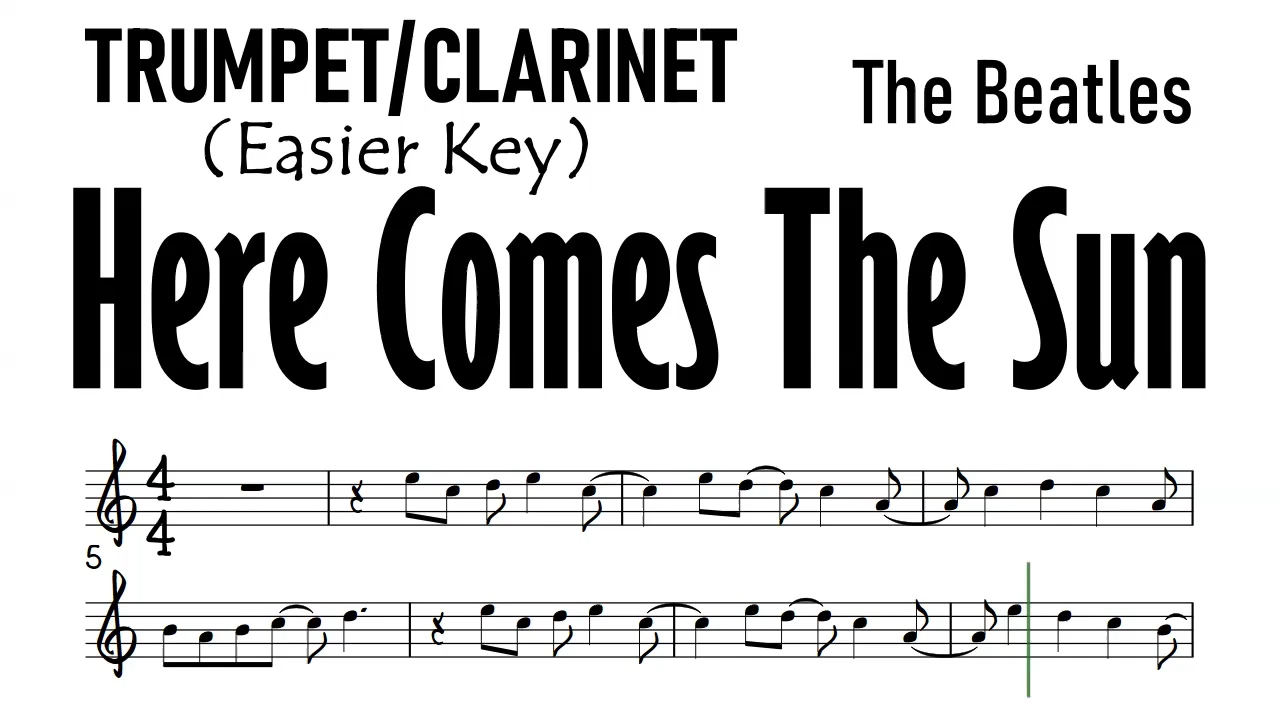 TRUMPET/CLARINET
The Beatles
(Easier Key)
Here Comes The Sun
4
4
5